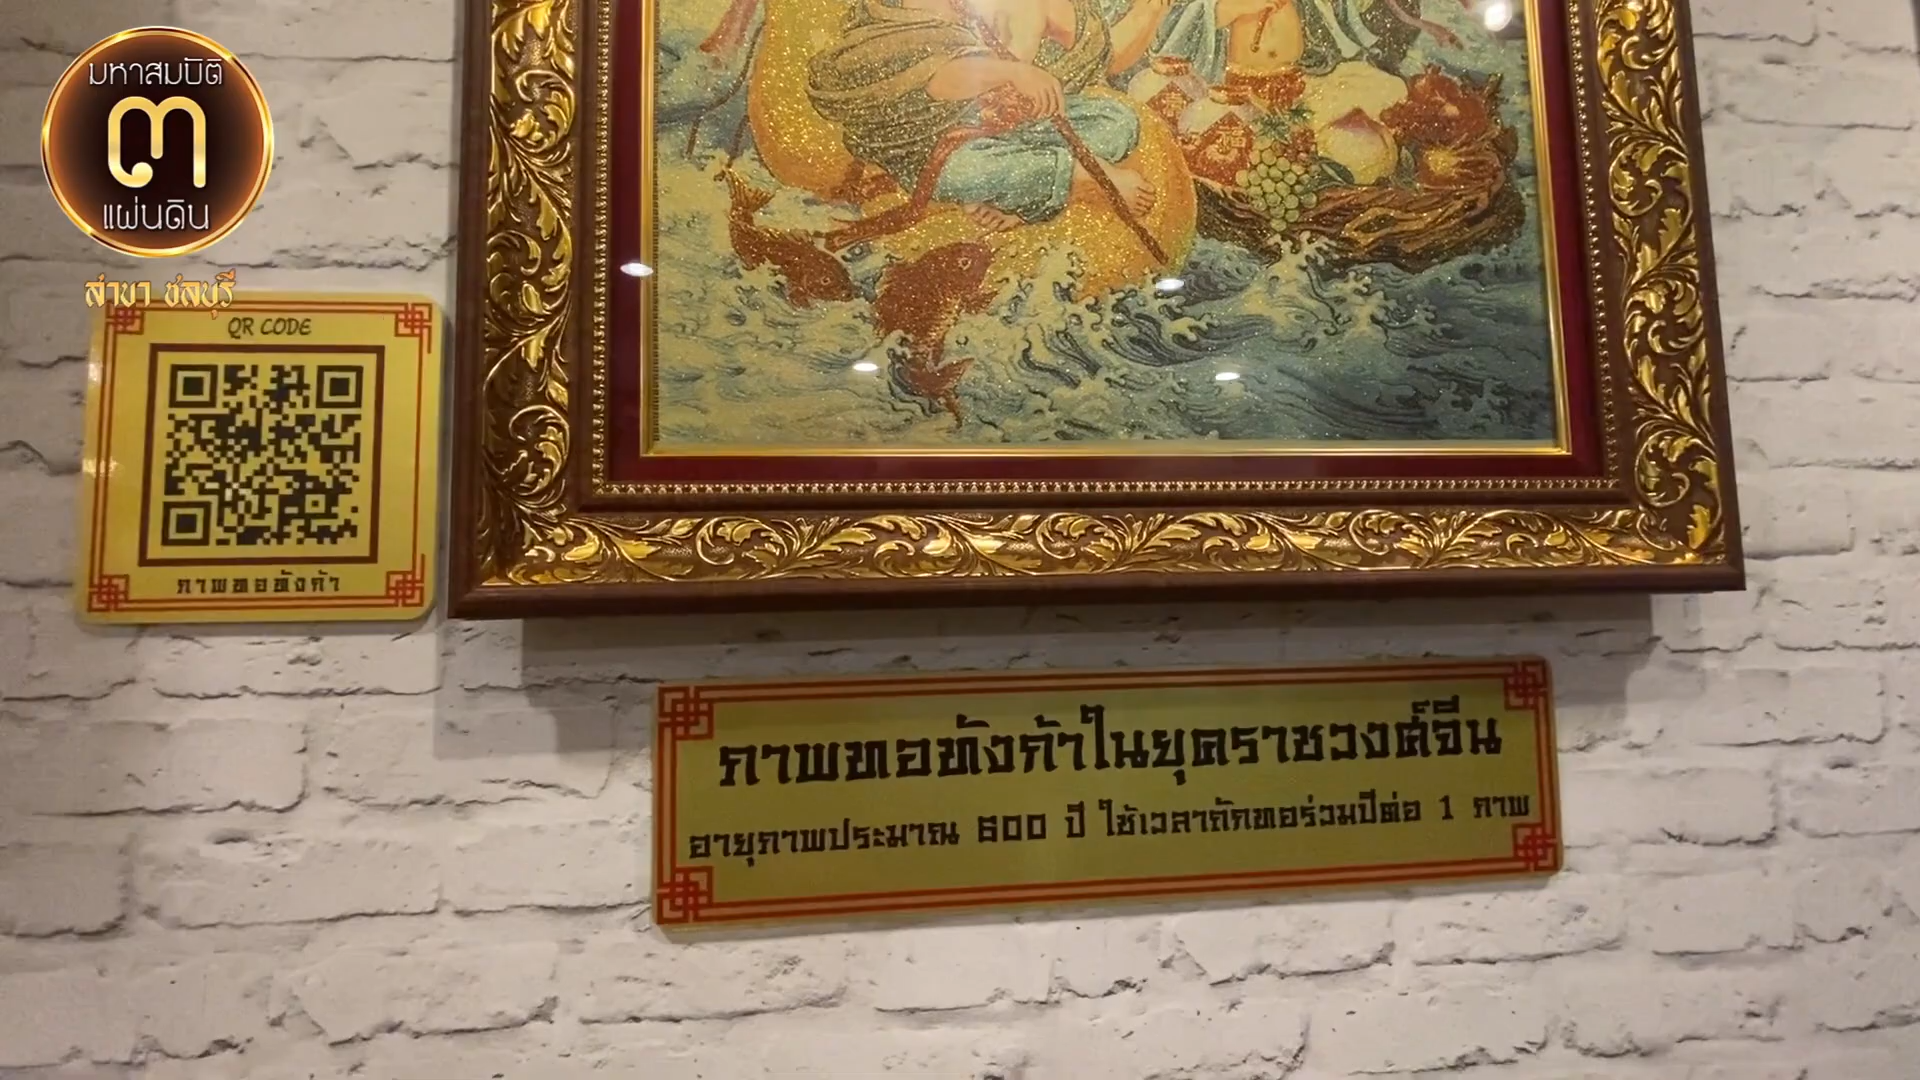 มหาสมบัติ
๓
แผ่นดิน
สาขา ชลบุรี
QR CODE
ภาพทอทังก้า
ภาพทอทังก้าในยุคราชวงศ์จีน
อายุภาพประมาณ 600 ปี ใช้เวลาถักทอร่วมปีต่อ 1 ภาพ
福